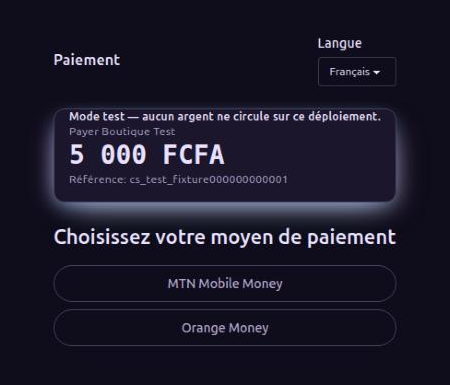 Paiement
Langue
Français
Mode test — aucun argent ne circule sur ce déploiement.
Payer Boutique Test
5 000 FCFA
Référence: cs_test_fixture000000000001
Choisissez votre moyen de paiement
MTN Mobile Money
Orange Money